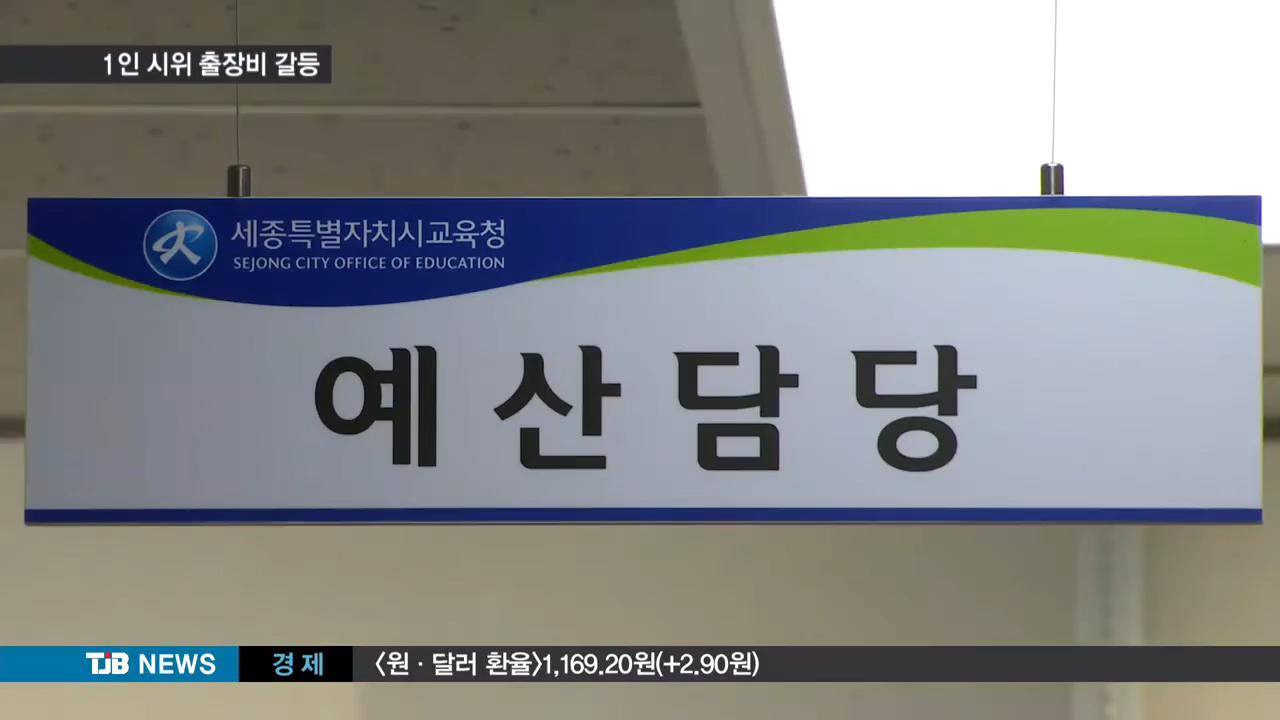 1인 시위 출장비 갈등
세종특별자치시교육청
SEJONG CITY OFFICE OF EDUCATION
예산담당
TJB NEWS 경제 〈원·달러 환율〉1,169.20원(+2.90원)